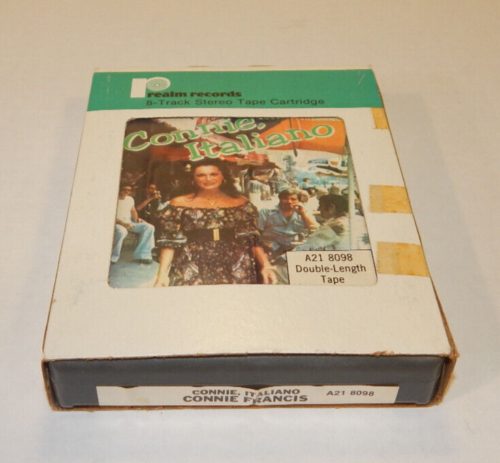 realm records
8-Track Stereo Tape Cartridge
Connie,
Italiano
A21 8098
Double-Length
Tape
CONNIE, ITALIANO
CONNIE FRANCIS A21 8098